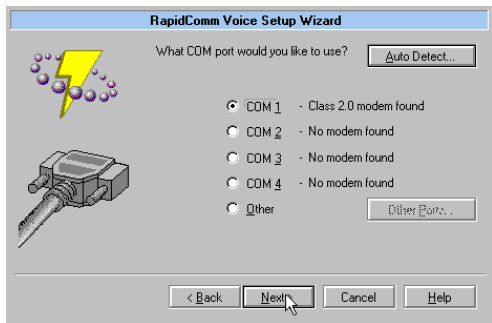 RapidComm Voice Setup Wizard
What COM port would you like to use? Auto Detect...
COM 1 - Class 2.0 modem found
COM 2 - No modem found
COM 3 - No modem found
COM 4 - No modem found
Other Other Ports...
< Back Next Cancel Help